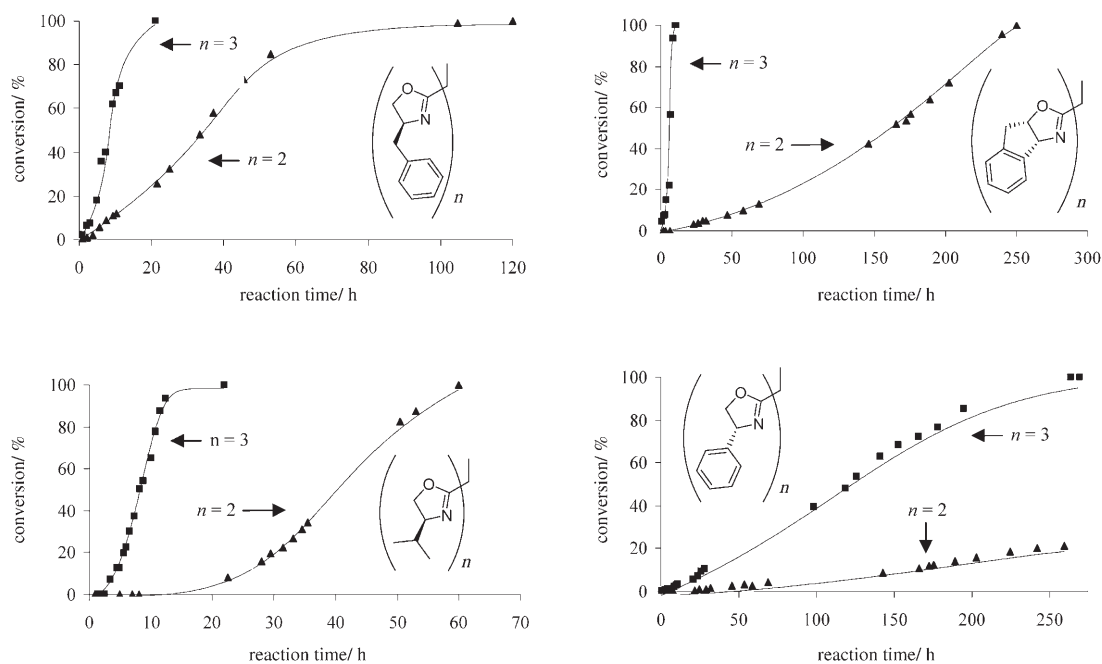 100
80
60
40
20
0
conversion/ %
n = 3
n = 2
O
N
n
0 20 40 60 80 100 120
reaction time/ h
100
80
60
40
20
0
conversion/ %
n = 3
n = 2
O
N
n
0 50 100 150 200 250 300
reaction time/ h
100
80
60
40
20
0
conversion/ %
n = 3
n = 2
O
N
n
0 10 20 30 40 50 60 70
reaction time/ h
100
80
60
40
20
0
conversion/ %
O
N
n
n = 3
n = 2
0 50 100 150 200 250
reaction time/ h